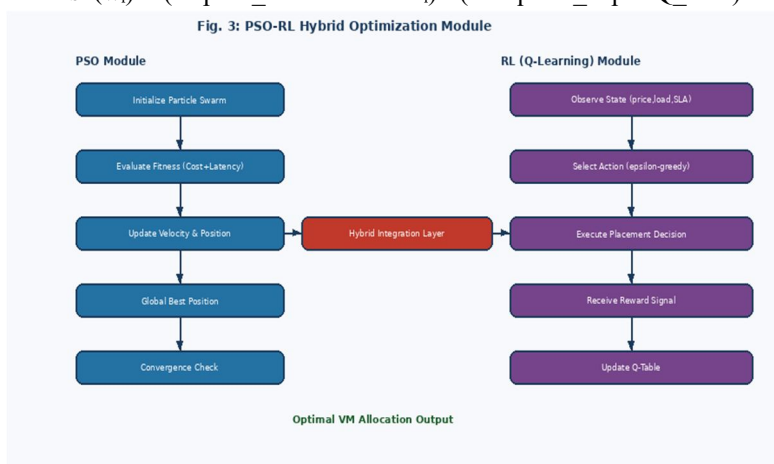 Fig. 3: PSO-RL Hybrid Optimization Module
PSO Module
RL (Q-Learning) Module
Initialize Particle Swarm
Observe State (price,load,SLA)
Evaluate Fitness (Cost+Latency)
Select Action (epsilon-greedy)
Update Velocity & Position
Hybrid Integration Layer
Execute Placement Decision
Global Best Position
Receive Reward Signal
Convergence Check
Update Q-Table
Optimal VM Allocation Output